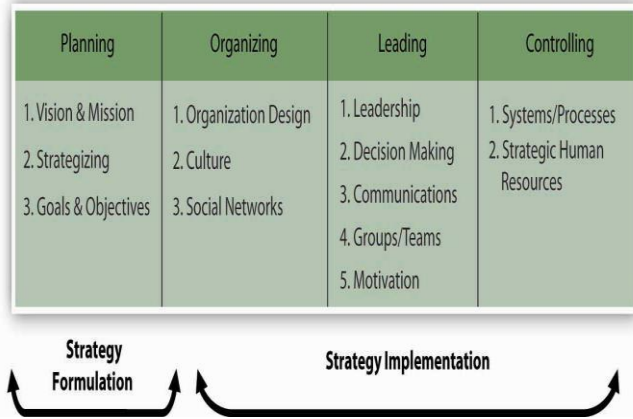 Planning
Organizing
Leading
Controlling
1. Vision & Mission
2. Strategizing
3. Goals & Objectives
1. Organization Design
2. Culture
3. Social Networks
1. Leadership
2. Decision Making
3. Communications
4. Groups/Teams
5. Motivation
1. Systems/Processes
2. Strategic Human
Resources
Strategy
Formulation
Strategy Implementation